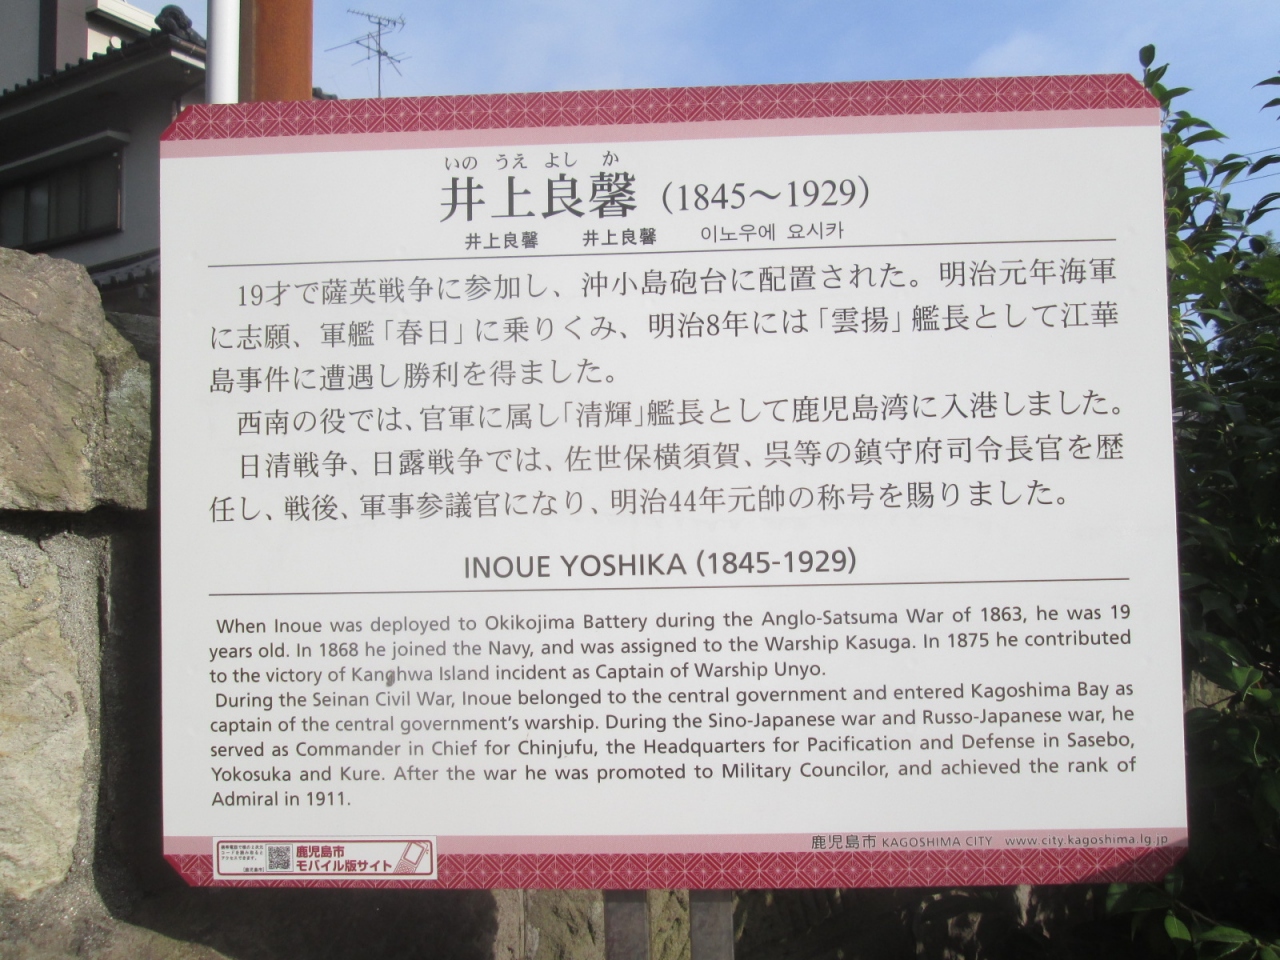 いの うえ よし か
井上良馨 (1845～1929)
井上良馨 井上良馨 이노우에 요시카
19才で薩英戦争に参加し、沖小島砲台に配置された。明治元年海軍
に志願、軍艦「春日」に乗りくみ、明治8年には「雲揚」艦長として江華
島事件に遭遇し勝利を得ました。
西南の役では、官軍に属し「清輝」艦長として鹿児島湾に入港しました。
日清戦争、日露戦争では、佐世保横須賀、呉等の鎮守府司令長官を歴
任し、戦後、軍事参議官になり、明治44年元帥の称号を賜りました。
INOUE YOSHIKA (1845-1929)
When Inoue was deployed to Okikojima Battery during the Anglo-Satsuma War of 1863, he was 19
years old. In 1868 he joined the Navy, and was assigned to the Warship Kasuga. In 1875 he contributed
to the victory of Kanghwa Island incident as Captain of Warship Unyo.
During the Seinan Civil War, Inoue belonged to the central government and entered Kagoshima Bay as
captain of the central government's warship. During the Sino-Japanese war and Russo-Japanese war, he
served as Commander in Chief for Chinjufu, the Headquarters for Pacification and Defense in Sasebo,
Yokosuka and Kure. After the war he was promoted to Military Councilor, and achieved the rank of
Admiral in 1911.
鹿児島市 KAGOSHIMA CITY www.city.kagoshima.lg.jp
鹿児島市
モバイル版サイト